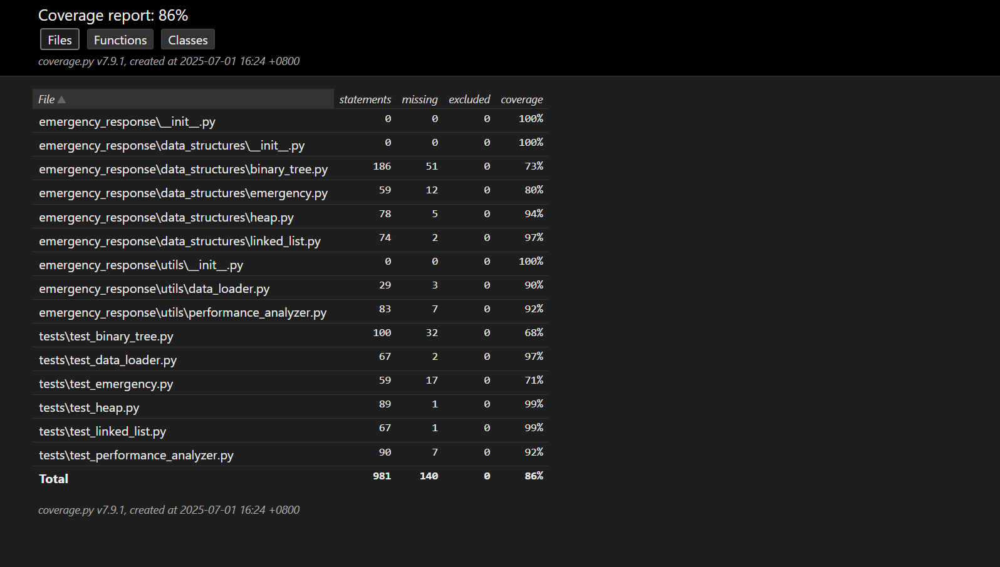 Coverage report: 86%
Files Functions Classes
coverage.py v7.9.1, created at 2025-07-01 16:24 +0800
File statements missing excluded coverage
emergency_response\__init__.py 0 0 0 100%
emergency_response\data_structures\__init__.py 0 0 0 100%
emergency_response\data_structures\binary_tree.py 186 51 0 73%
emergency_response\data_structures\emergency.py 59 12 0 80%
emergency_response\data_structures\heap.py 78 5 0 94%
emergency_response\data_structures\linked_list.py 74 2 0 97%
emergency_response\utils\__init__.py 0 0 0 100%
emergency_response\utils\data_loader.py 29 3 0 90%
emergency_response\utils\performance_analyzer.py 83 7 0 92%
tests\test_binary_tree.py 100 32 0 68%
tests\test_data_loader.py 67 2 0 97%
tests\test_emergency.py 59 17 0 71%
tests\test_heap.py 89 1 0 99%
tests\test_linked_list.py 67 1 0 99%
tests\test_performance_analyzer.py 90 7 0 92%
Total 981 140 0 86%
coverage.py v7.9.1, created at 2025-07-01 16:24 +0800